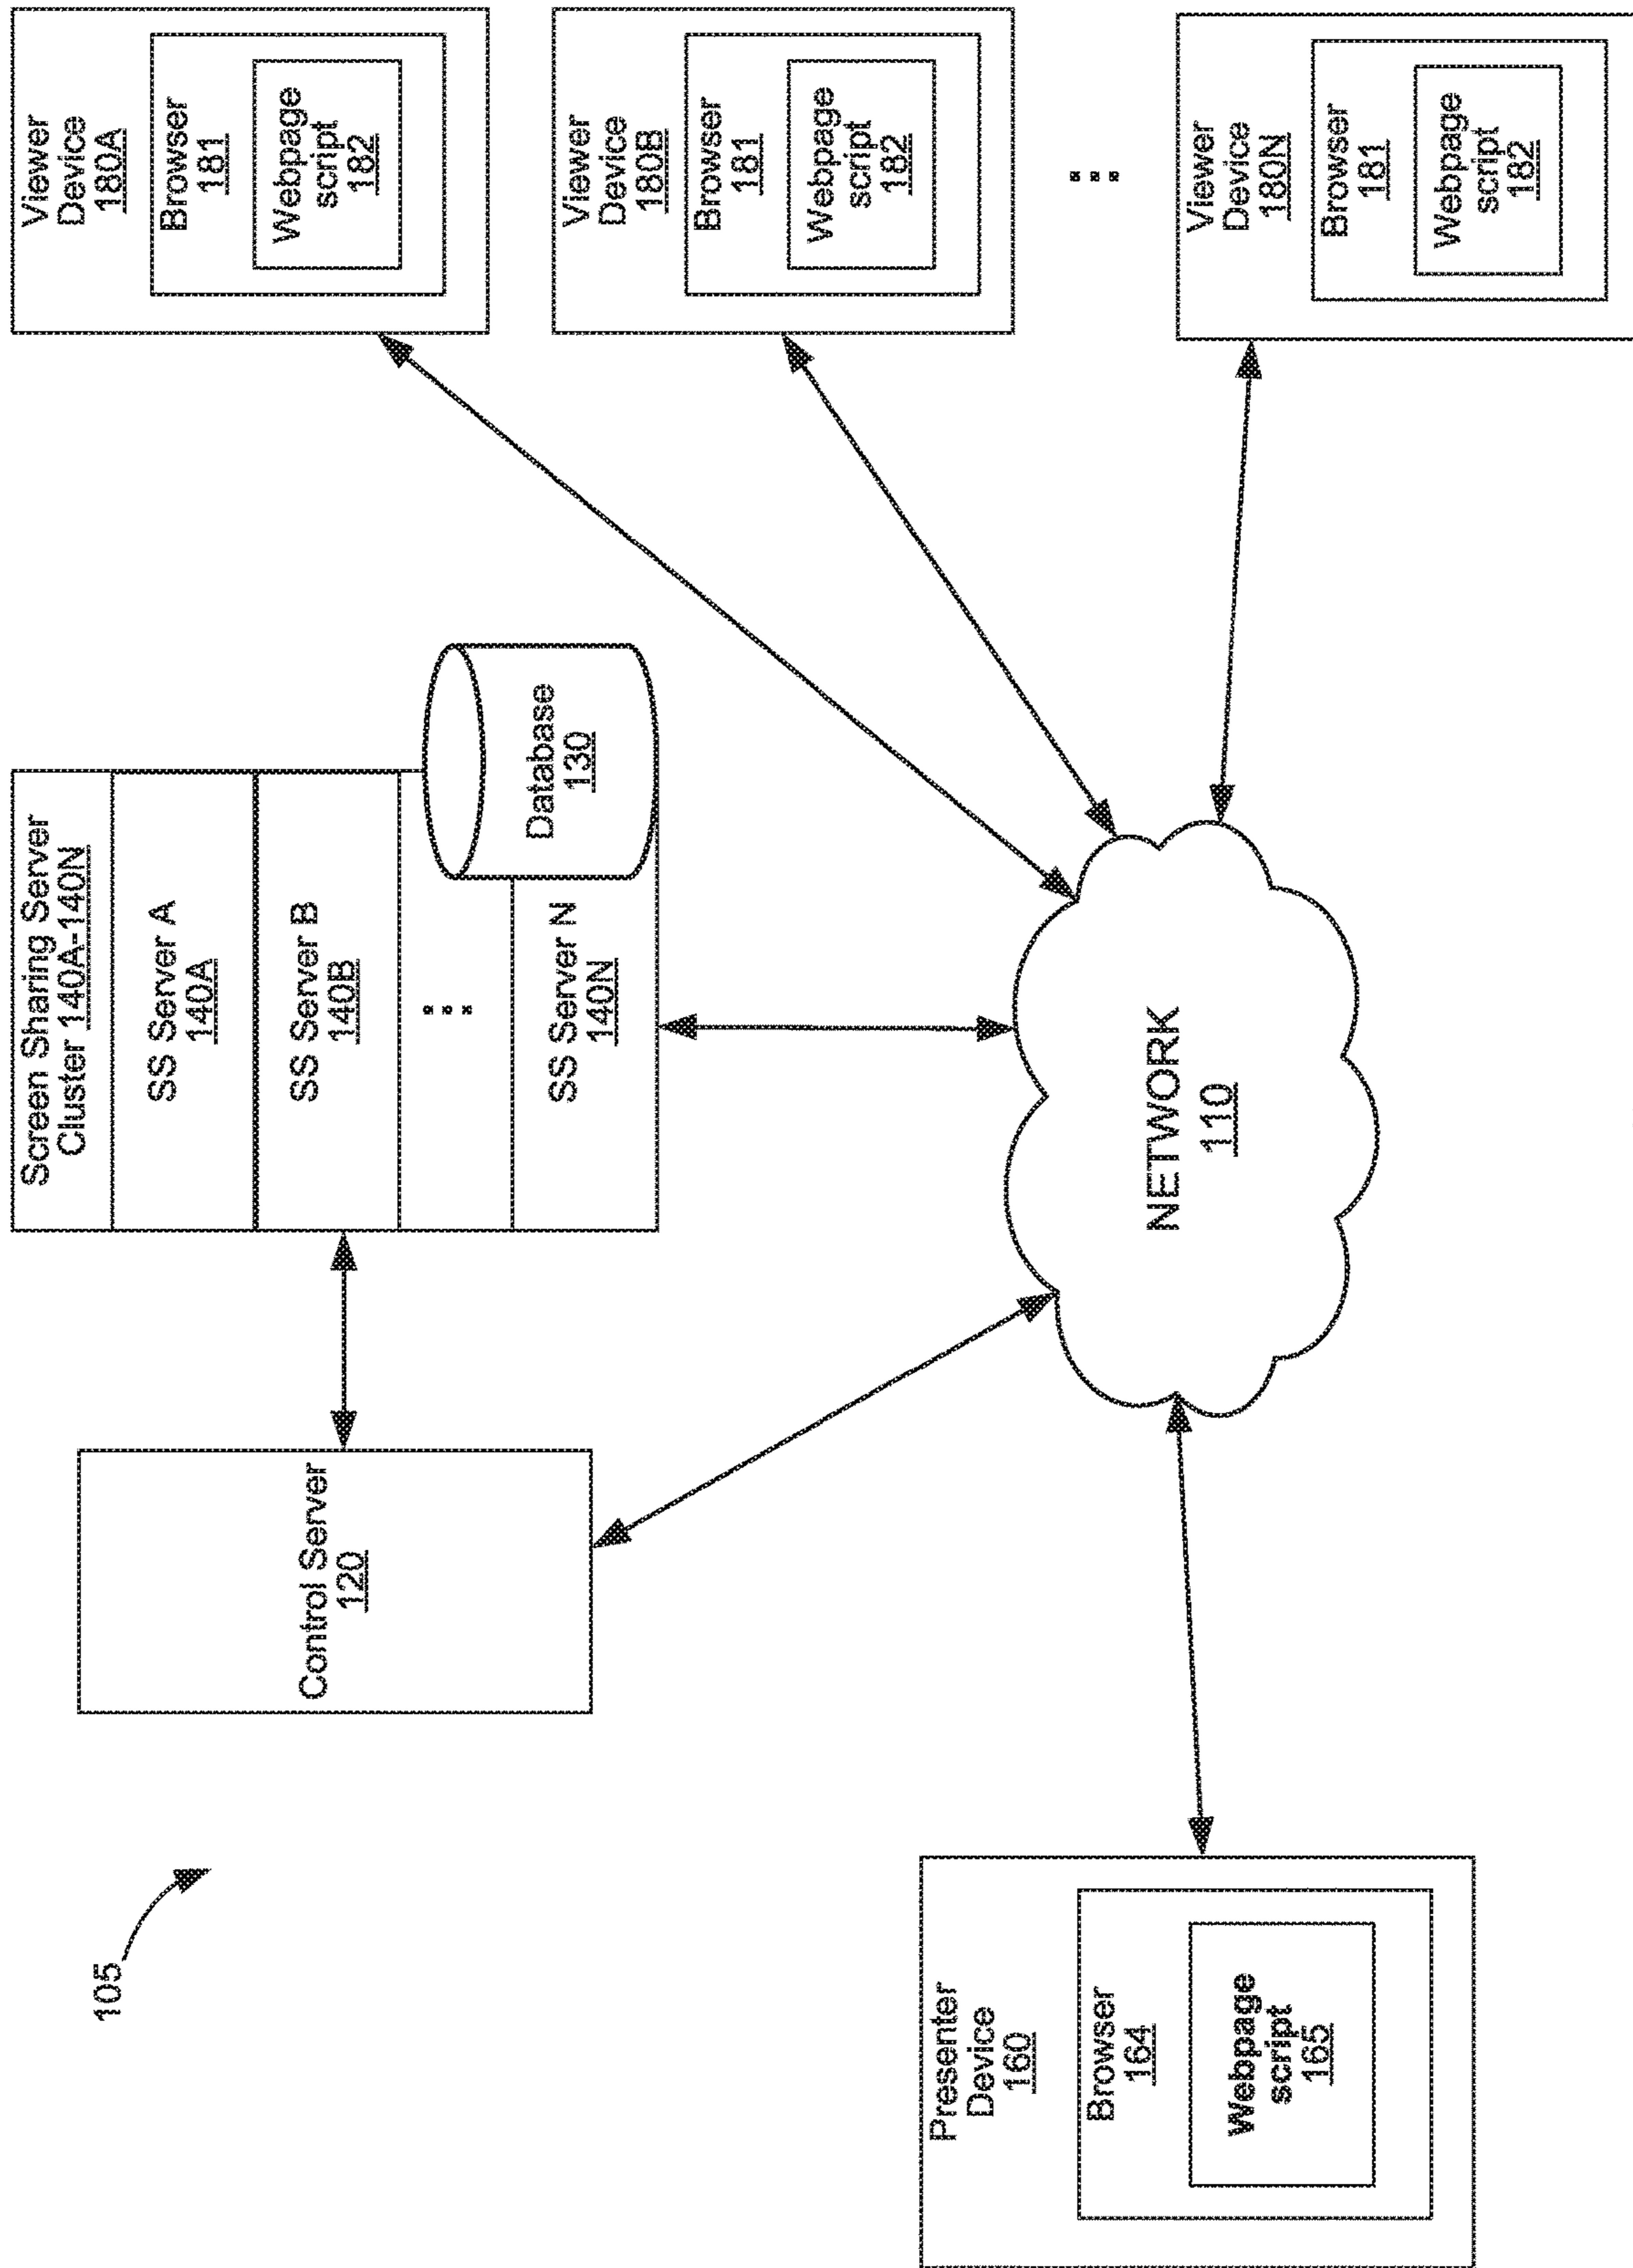 105
Control Server
120
Screen Sharing Server
Cluster 140A-140N
SS Server A
140A
SS Server B
140B
...
SS Server N
140N
Database
130
Viewer
Device
180A
Browser
181
Webpage
script
182
Viewer
Device
180B
Browser
181
Webpage
script
182
...
Viewer
Device
180N
Browser
181
Webpage
script
182
NETWORK
110
Presenter
Device
160
Browser
164
Webpage
script
165